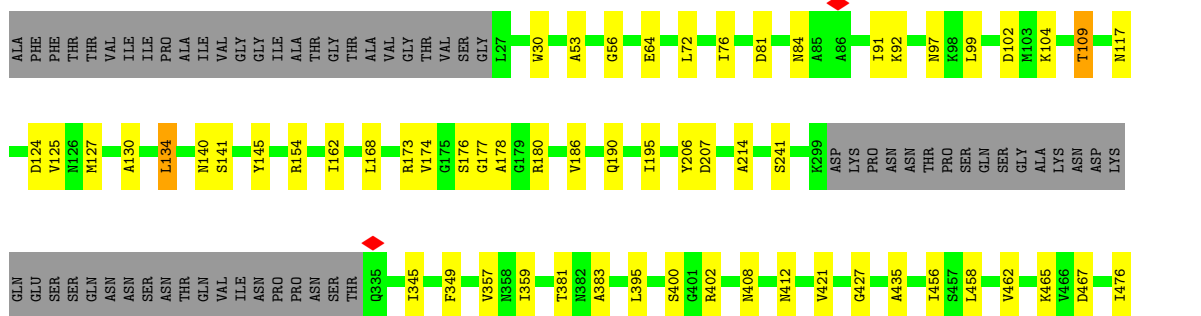 ALA PHE PHE THR THR VAL ILE ILE PRO ALA ILE VAL GLY GLY ILE ALA THR GLY THR ALA VAL GLY THR VAL SER GLY L27 W30 A53 G56 E64 L72 I76 D81 N84 A85 A86 I91 K92 N97 K98 L99 D102 M103 K104 T109 N117
D124 V125 N126 M127 A130 L134 N140 S141 Y145 R154 I162 L168 R173 V174 G175 S176 G177 A178 G179 R180 V186 Q190 I195 Y206 D207 A214 S241 K299 ASP LYS PRO ASN ASN THR PRO SER GLN SER GLY ALA LYS ASN ASP LYS
GLN GLU SER SER GLN ASN ASN SER ASN THR GLN VAL ILE ASN PRO PRO ASN SER THR Q335 I345 F349 V357 N358 I359 T381 N382 A383 L395 S400 G401 R402 N408 N412 V421 G427 A435 I456 S457 L458 V462 K465 V466 D467 I476